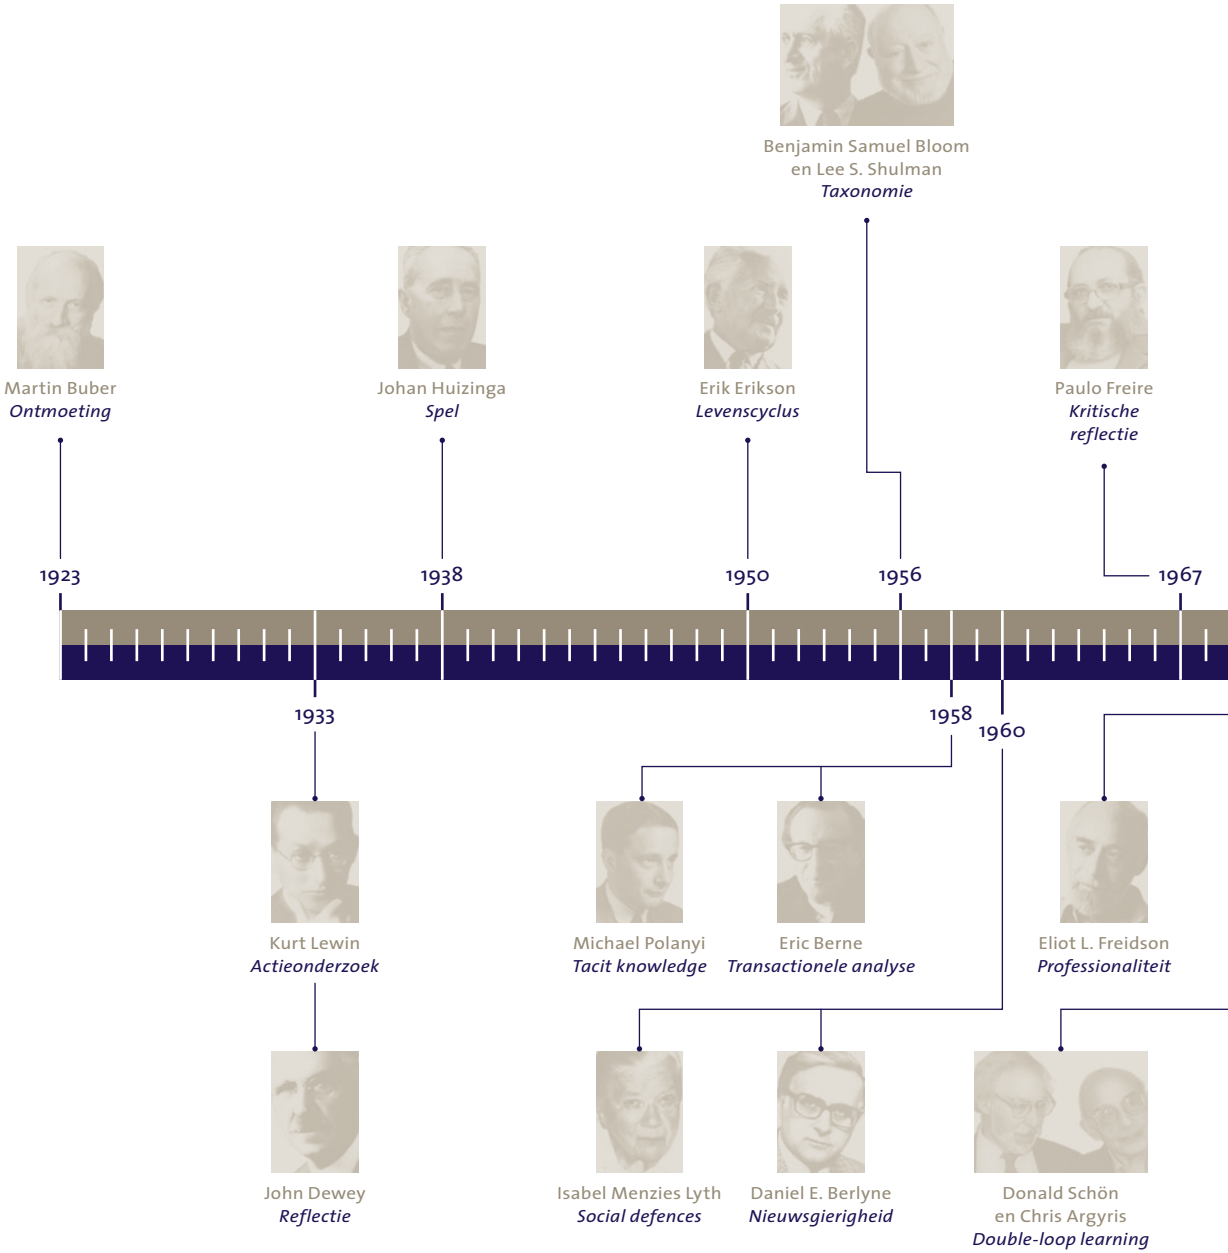 Benjamin Samuel Bloom
en Lee S. Shulman
Taxonomie
Martin Buber
Ontmoeting
Johan Huizinga
Spel
Erik Erikson
Levenscyclus
Paulo Freire
Kritische
reflectie
1923
1938
1950
1956
1967
1933
1958
1960
Kurt Lewin
Actieonderzoek
Michael Polanyi
Tacit knowledge
Eric Berne
Transactionele analyse
Eliot L. Freidson
Professionaliteit
John Dewey
Reflectie
Isabel Menzies Lyth
Social defences
Daniel E. Berlyne
Nieuwsgierigheid
Donald Schön
en Chris Argyris
Double-loop learning